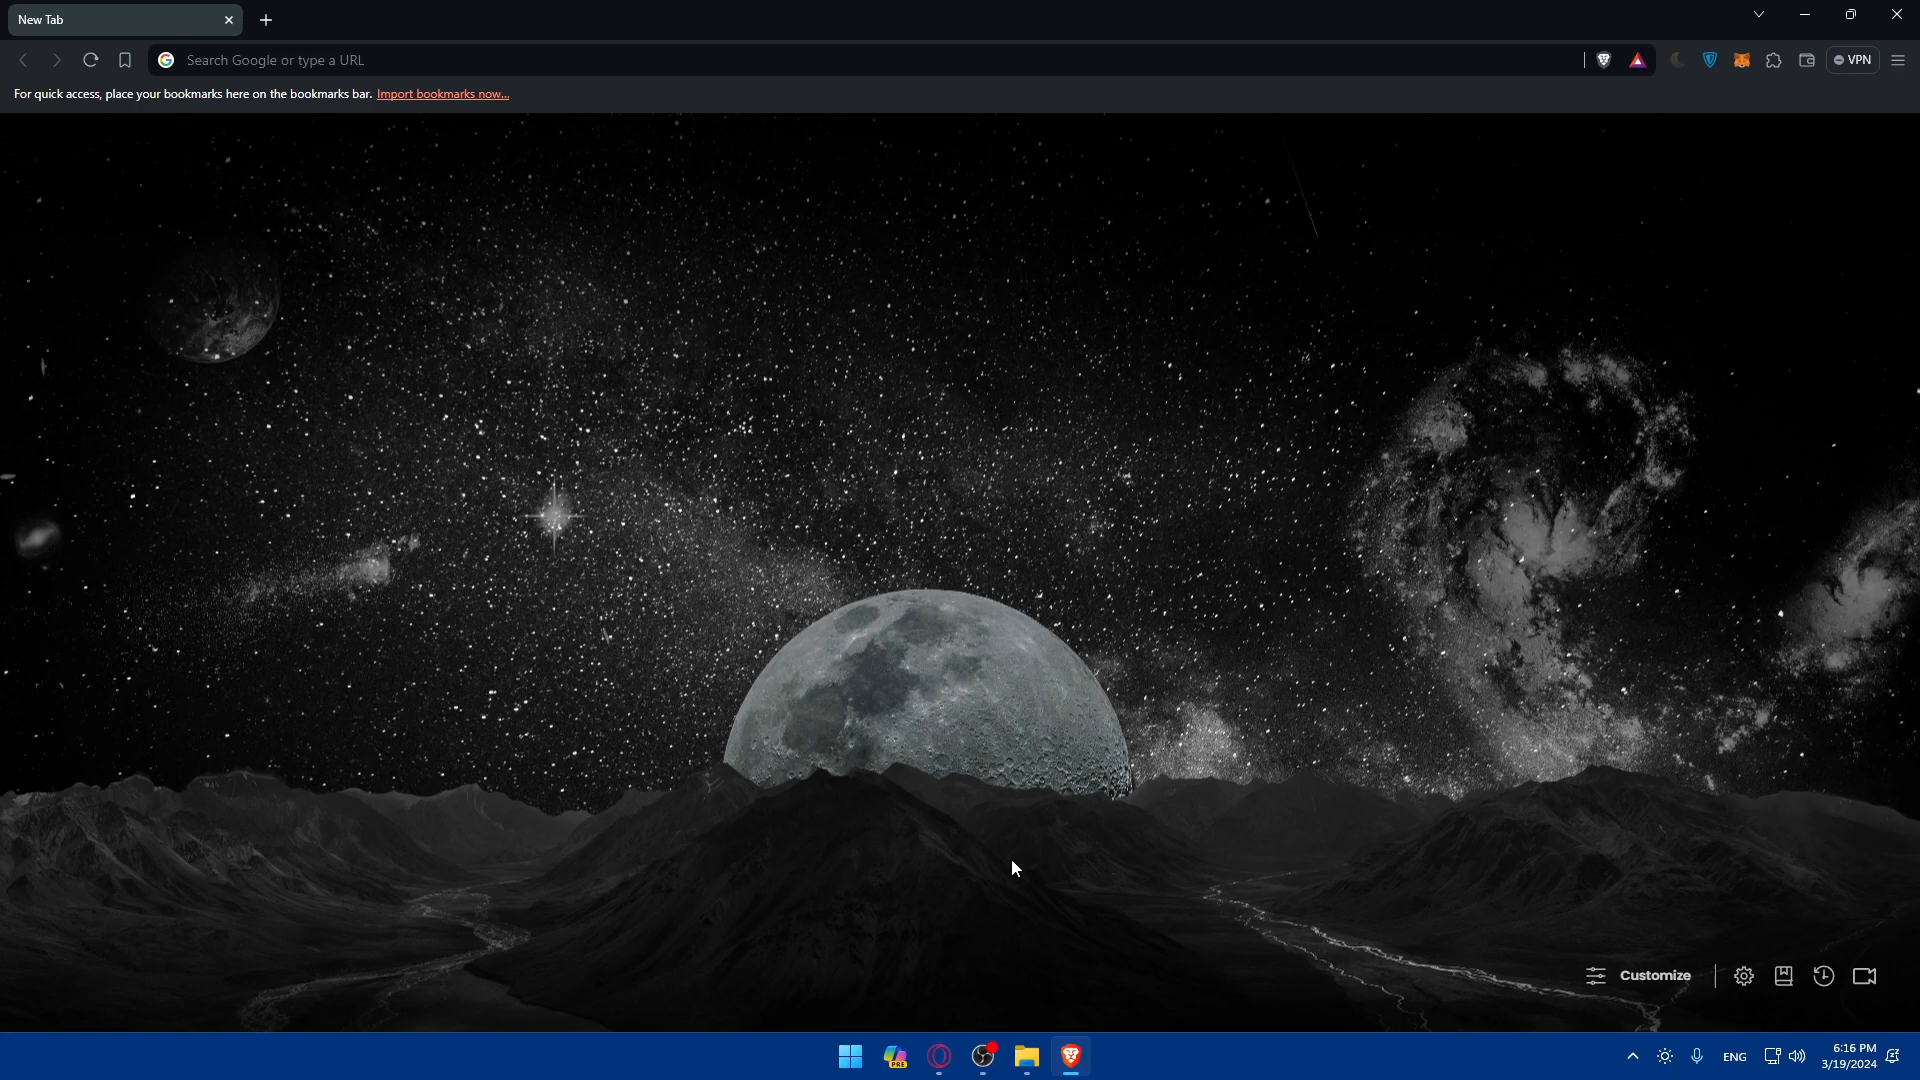 New Tab
Search Google or type a URL
VPN
For quick access, place your bookmarks here on the bookmarks bar. Import bookmarks now...
Customize
PRE
ENG
6:16 PM
3/19/2024